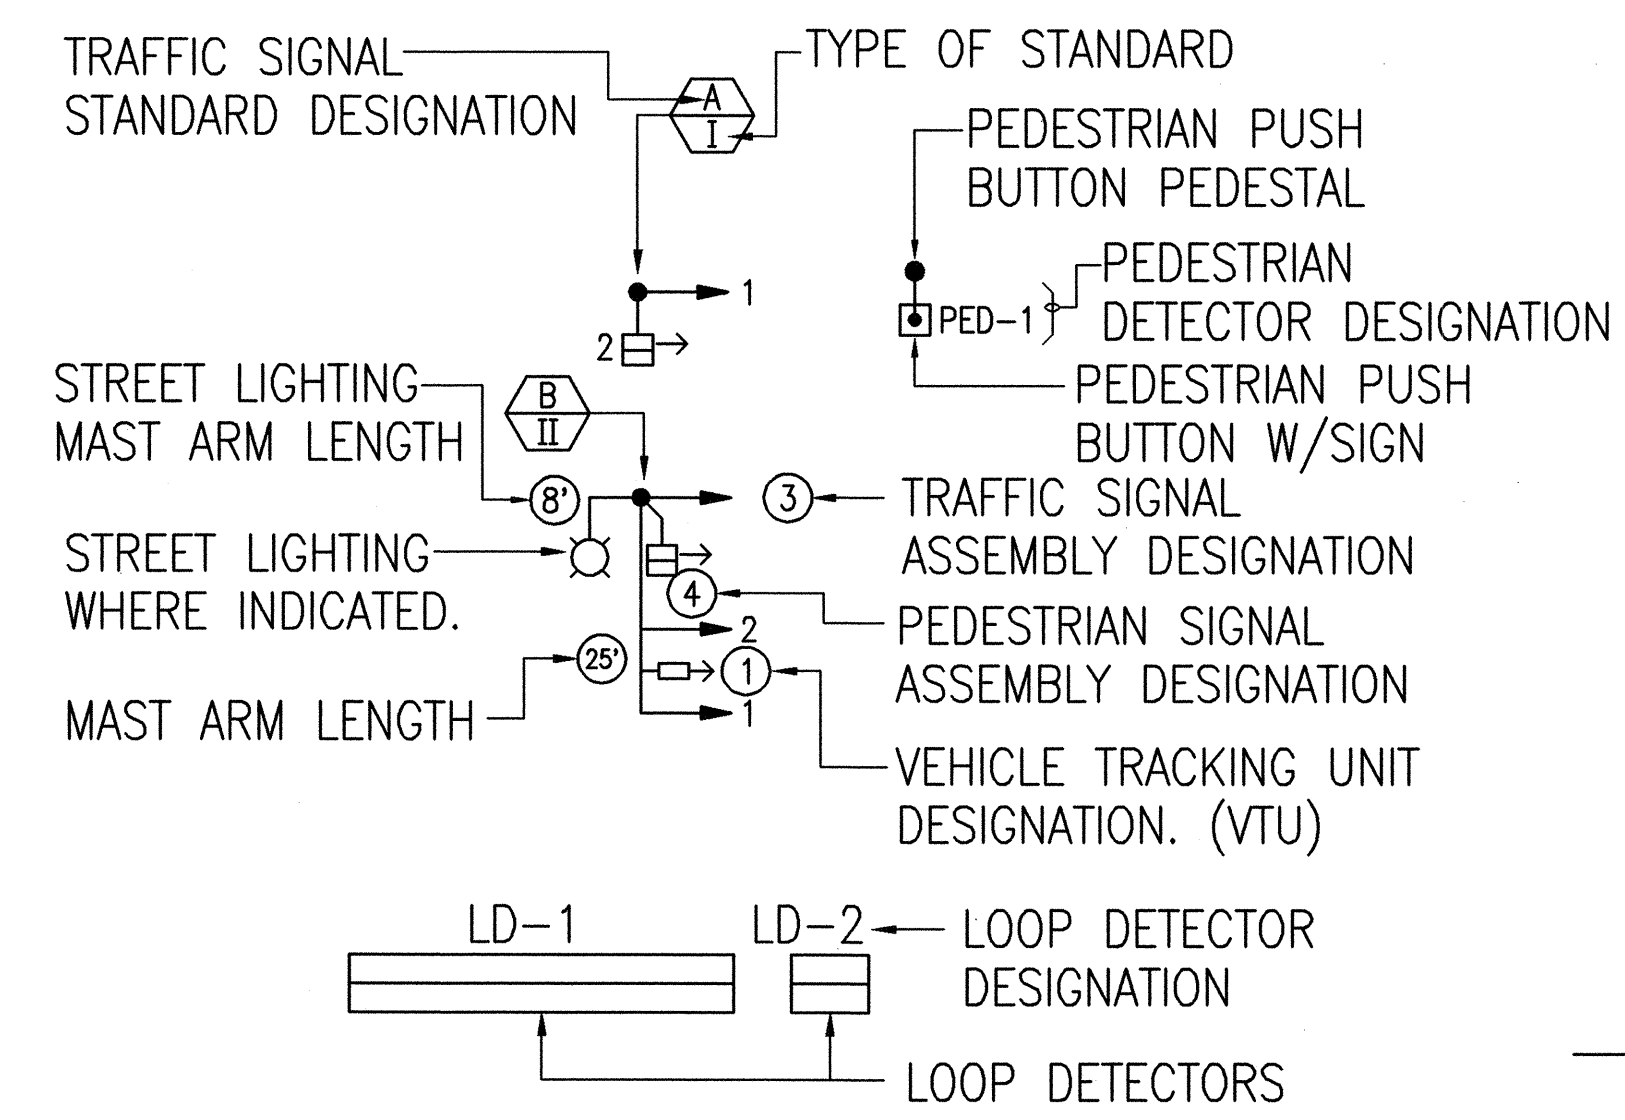 TRAFFIC SIGNAL
STANDARD DESIGNATION
A
I
TYPE OF STANDARD
PEDESTRIAN PUSH
BUTTON PEDESTAL
1
2
PED-1
PEDESTRIAN
DETECTOR DESIGNATION
PEDESTRIAN PUSH
BUTTON W/SIGN
STREET LIGHTING
MAST ARM LENGTH
B
II
8'
3
TRAFFIC SIGNAL
ASSEMBLY DESIGNATION
STREET LIGHTING
WHERE INDICATED.
4
PEDESTRIAN SIGNAL
ASSEMBLY DESIGNATION
2
25'
1
1
MAST ARM LENGTH
VEHICLE TRACKING UNIT
DESIGNATION. (VTU)
LD-1
LD-2
LOOP DETECTOR
DESIGNATION
LOOP DETECTORS